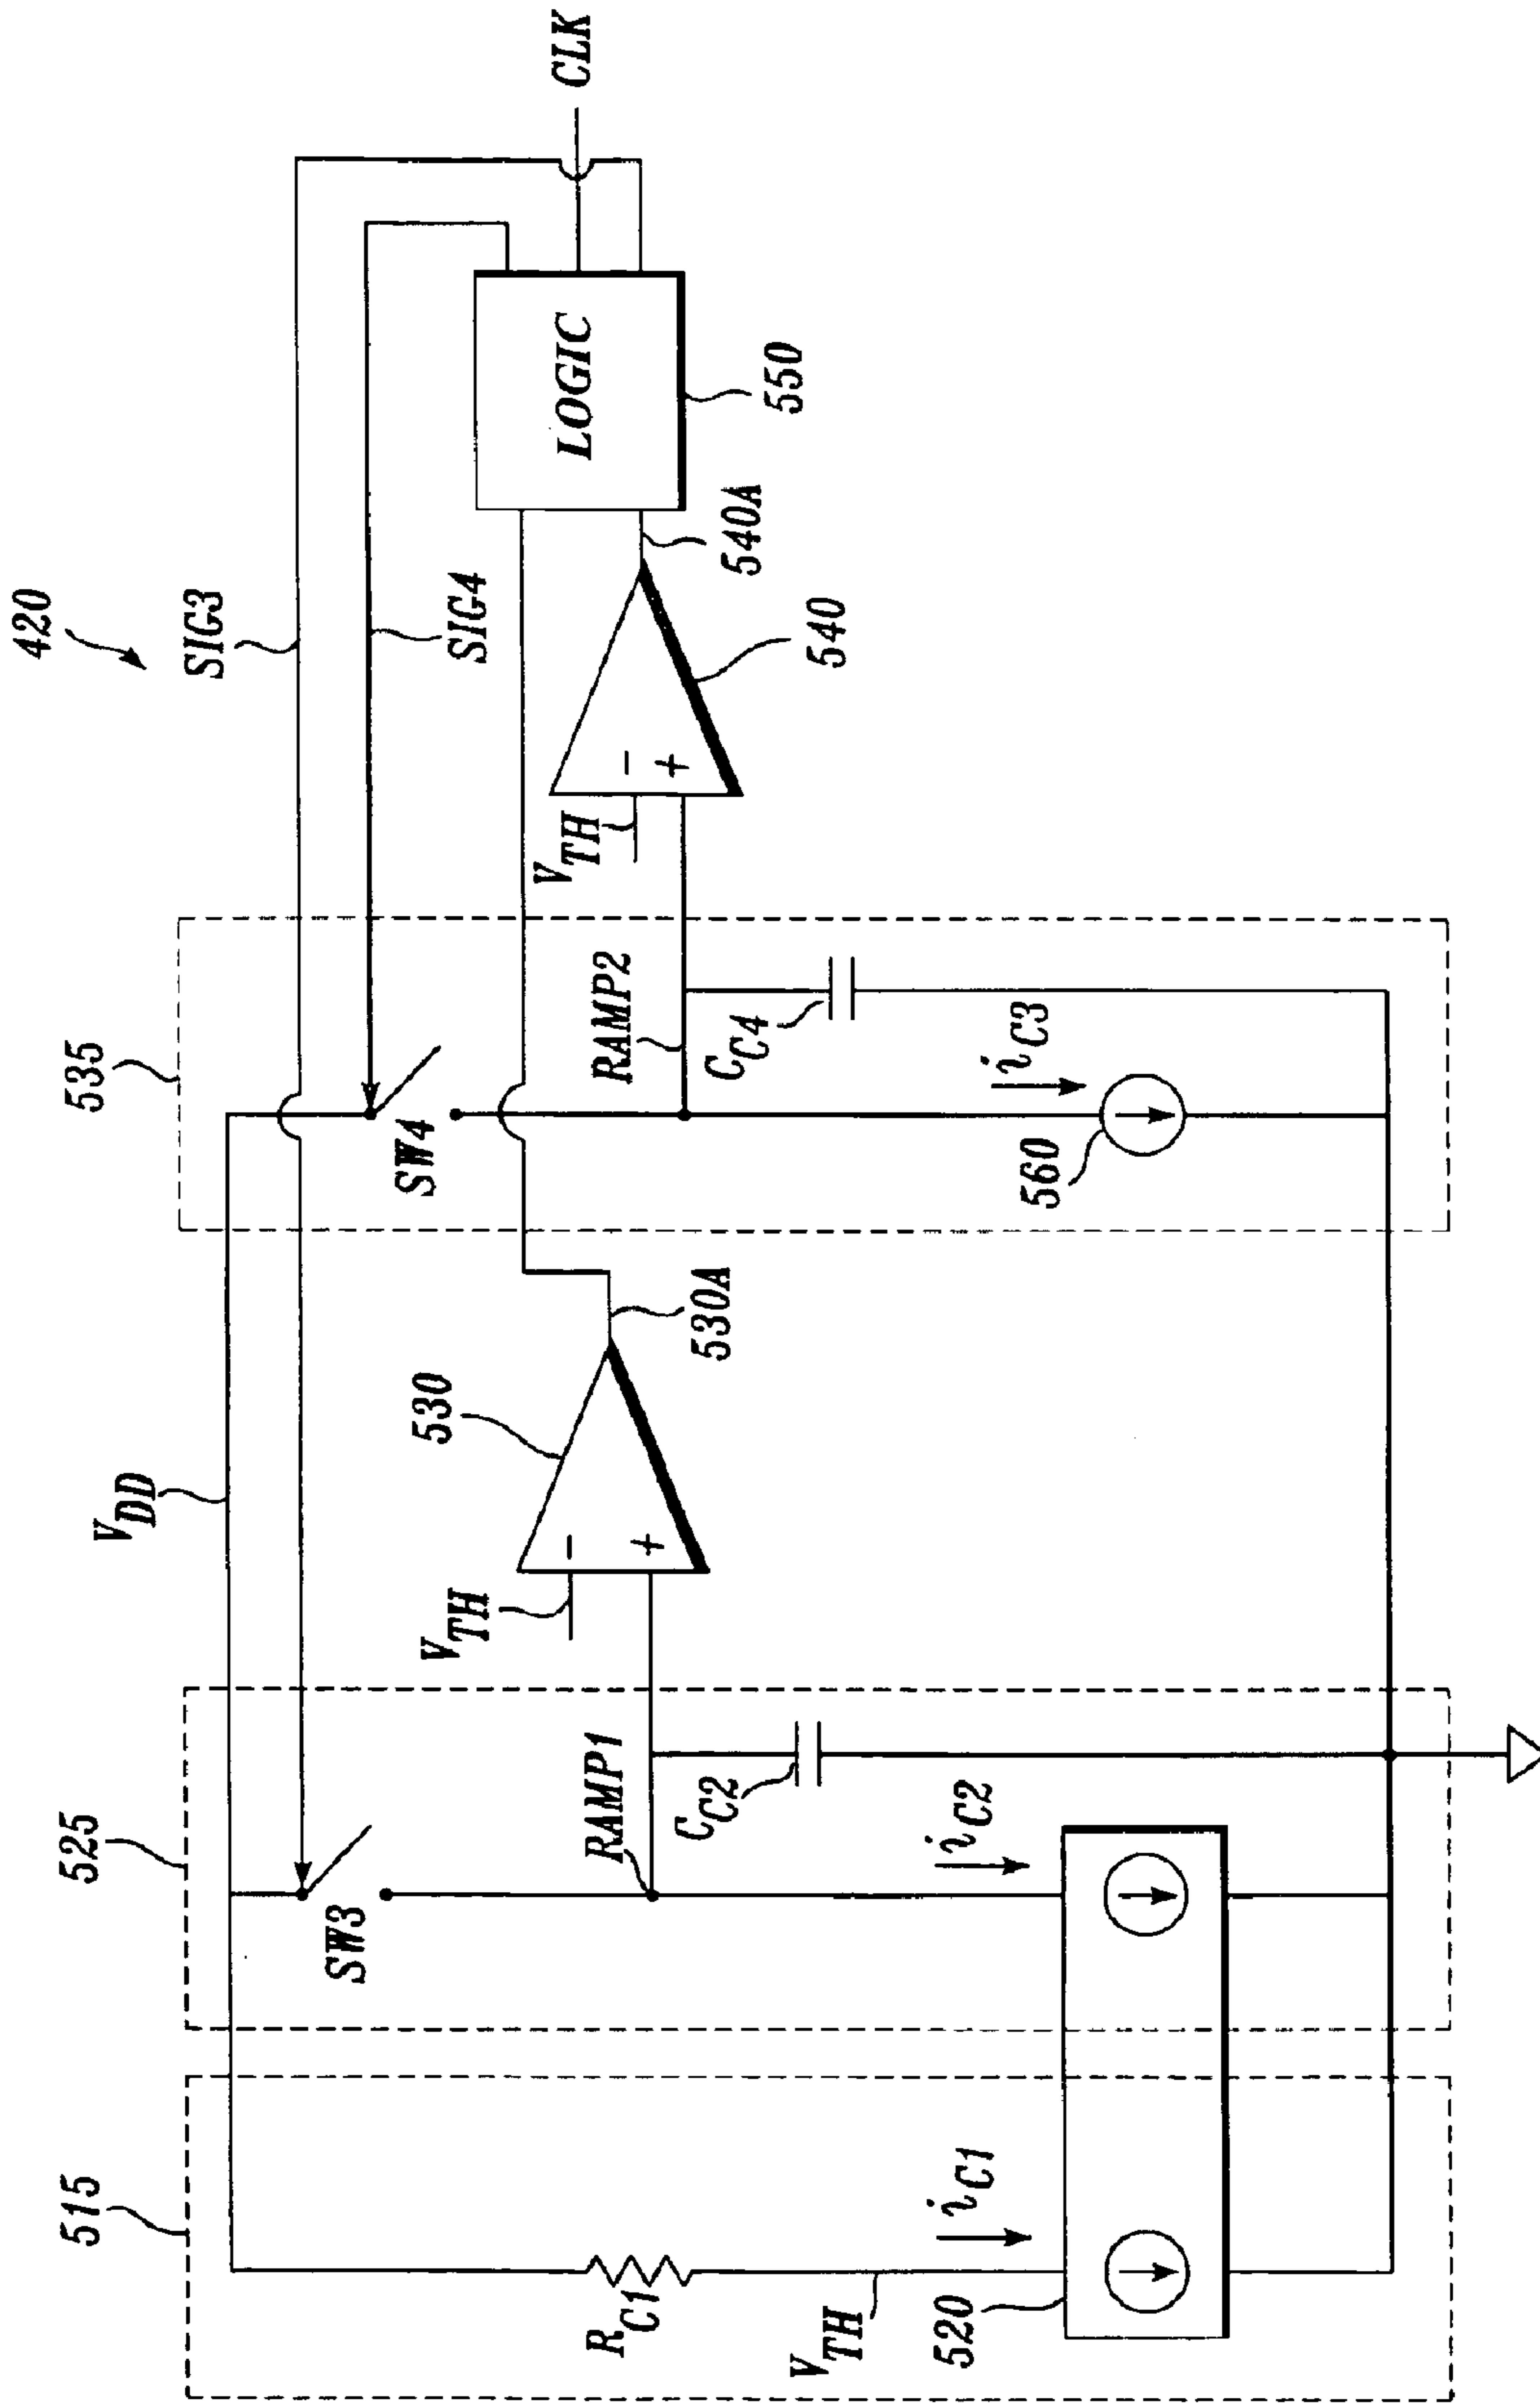 420
SIG3
CLK
SIG4
LOGIC
550
540A
540
V_TH
-
+
535
SW4
RAMP2
C_C4
i_C3
560
V_DD
530
530A
V_TH
-
+
525
SW3
RAMP1
C_C2
i_C2
515
R_C1
V_TH
i_C1
520